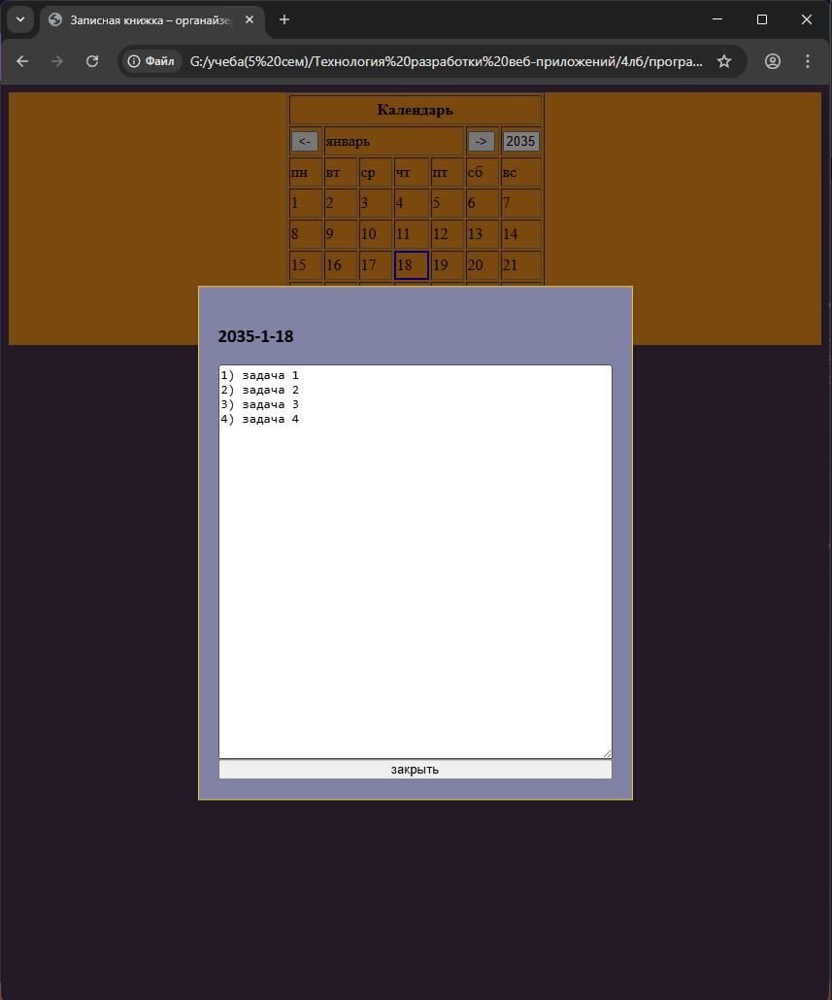 Записная книжка – органайзер
Файл G:/учеба(5%20сем)/Технология%20разработки%20веб-приложений/4лб/програ...
Календарь
<- январь -> 2035
пн вт ср чт пт сб вс
1 2 3 4 5 6 7
8 9 10 11 12 13 14
15 16 17 18 19 20 21
2035-1-18
1) задача 1
2) задача 2
3) задача 3
4) задача 4
закрыть